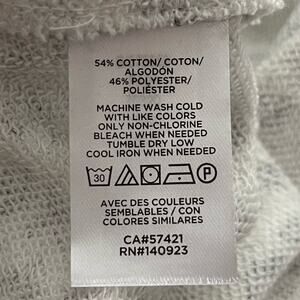 54% COTTON/ COTON/
ALGODÓN
46% POLYESTER/
POLIÉSTER
MACHINE WASH COLD
WITH LIKE COLORS
ONLY NON-CHLORINE
BLEACH WHEN NEEDED
TUMBLE DRY LOW
COOL IRON WHEN NEEDED
30 P
AVEC DES COULEURS
SEMBLABLES / CON
COLORES SIMILARES
CA#57421
RN#140923